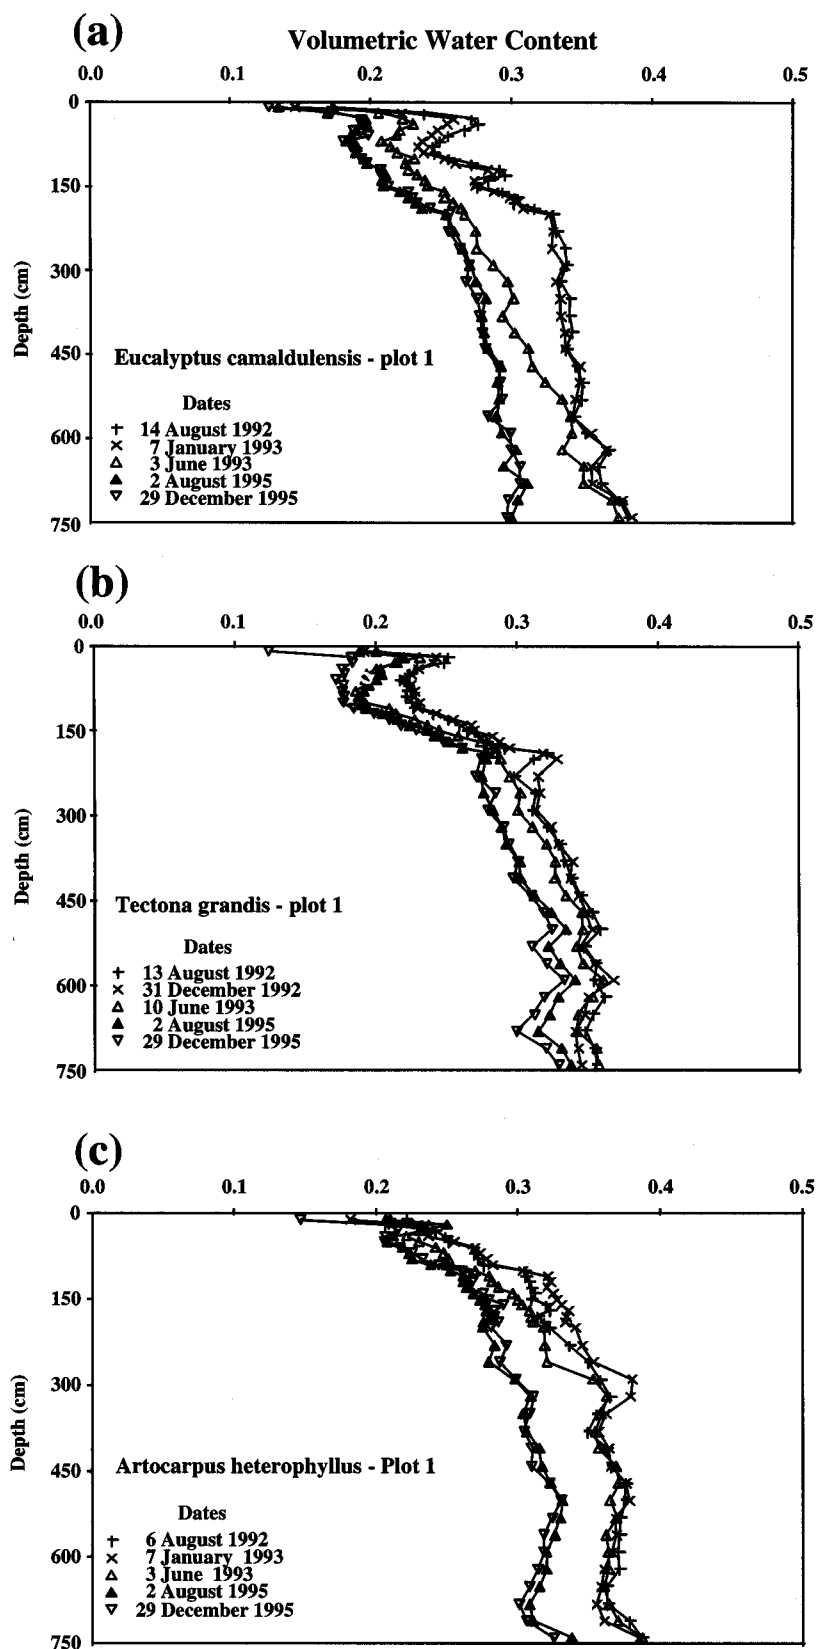 (a)
Volumetric Water Content
0.0 0.1 0.2 0.3 0.4 0.5
0
150
300
Depth (cm)
450
600
750
Eucalyptus camaldulensis - plot 1
Dates
14 August 1992
7 January 1993
3 June 1993
2 August 1995
29 December 1995
(b)
0.0 0.1 0.2 0.3 0.4 0.5
0
150
300
Depth (cm)
450
600
750
Tectona grandis - plot 1
Dates
13 August 1992
31 December 1992
10 June 1993
2 August 1995
29 December 1995
(c)
0.0 0.1 0.2 0.3 0.4 0.5
0
150
300
Depth (cm)
450
600
750
Artocarpus heterophyllus - Plot 1
Dates
6 August 1992
7 January 1993
3 June 1993
2 August 1995
29 December 1995